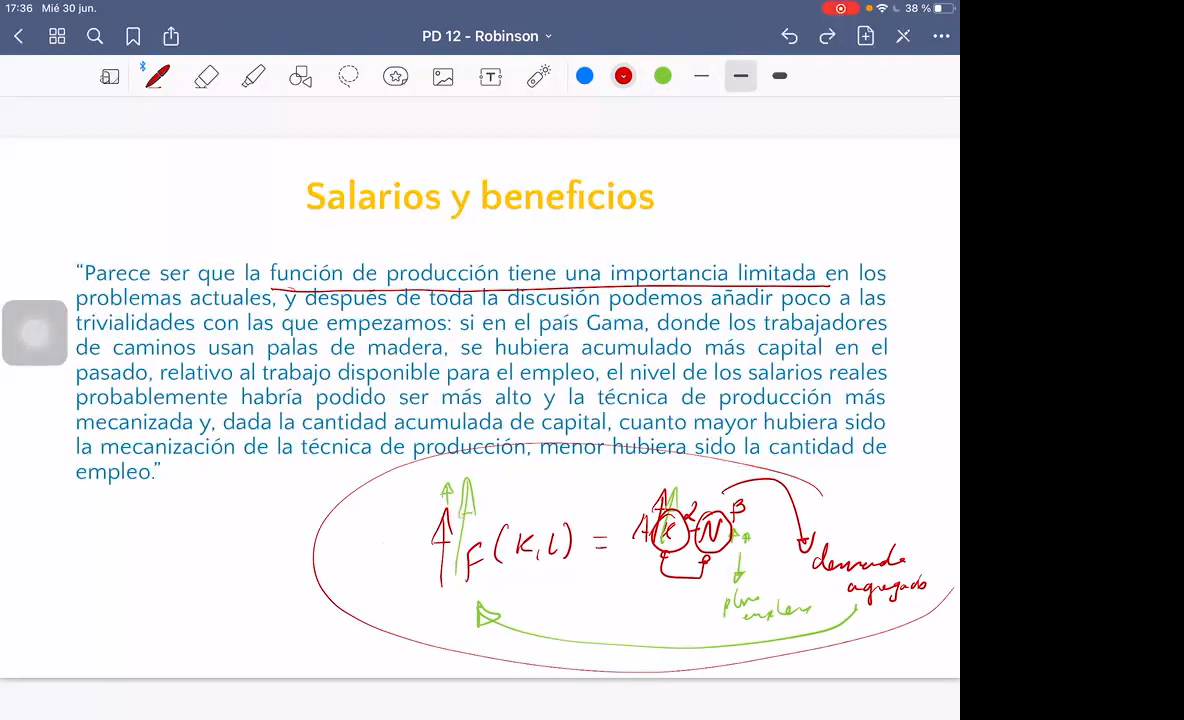 17:36 Mié 30 jun.
38 %
PD 12 - Robinson
Salarios y beneficios
“Parece ser que la función de producción tiene una importancia limitada en los
problemas actuales, y después de toda la discusión podemos añadir poco a las
trivialidades con las que empezamos: si en el país Gama, donde los trabajadores
de caminos usan palas de madera, se hubiera acumulado más capital en el
pasado, relativo al trabajo disponible para el empleo, el nivel de los salarios reales
probablemente habría podido ser más alto y la técnica de producción más
mecanizada y, dada la cantidad acumulada de capital, cuanto mayor hubiera sido
la mecanización de la técnica de producción, menor hubiera sido la cantidad de
empleo.”
F(K,L) = A K α N β
demanda
agregada
pleno
empleo